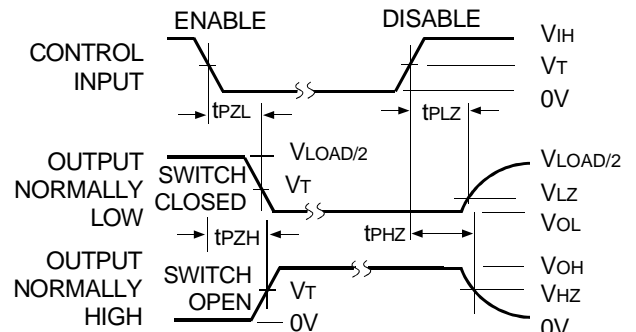 ENABLE
DISABLE
CONTROL
INPUT
VIH
VT
0V
tPZL
tPLZ
OUTPUT
NORMALLY
LOW
SWITCH
CLOSED
VLOAD/2
VT
VLOAD/2
VLZ
VOL
tPZH
tPHZ
OUTPUT
NORMALLY
HIGH
SWITCH
OPEN
VT
0V
VOH
VHZ
0V